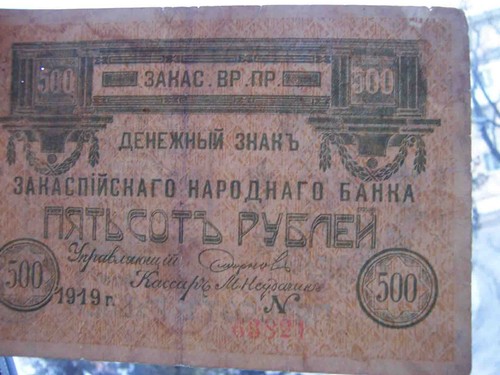 500 ЗАКАС. ВР. ПР. 500
ДЕНЕЖНЫЙ ЗНАКЪ
ЗАКАСПІЙСКАГО НАРОДНАГО БАНКА
ПЯТЬСОТЪ РУБЛЕЙ
Управляющій
500 Кассиръ 500
1919 г. N